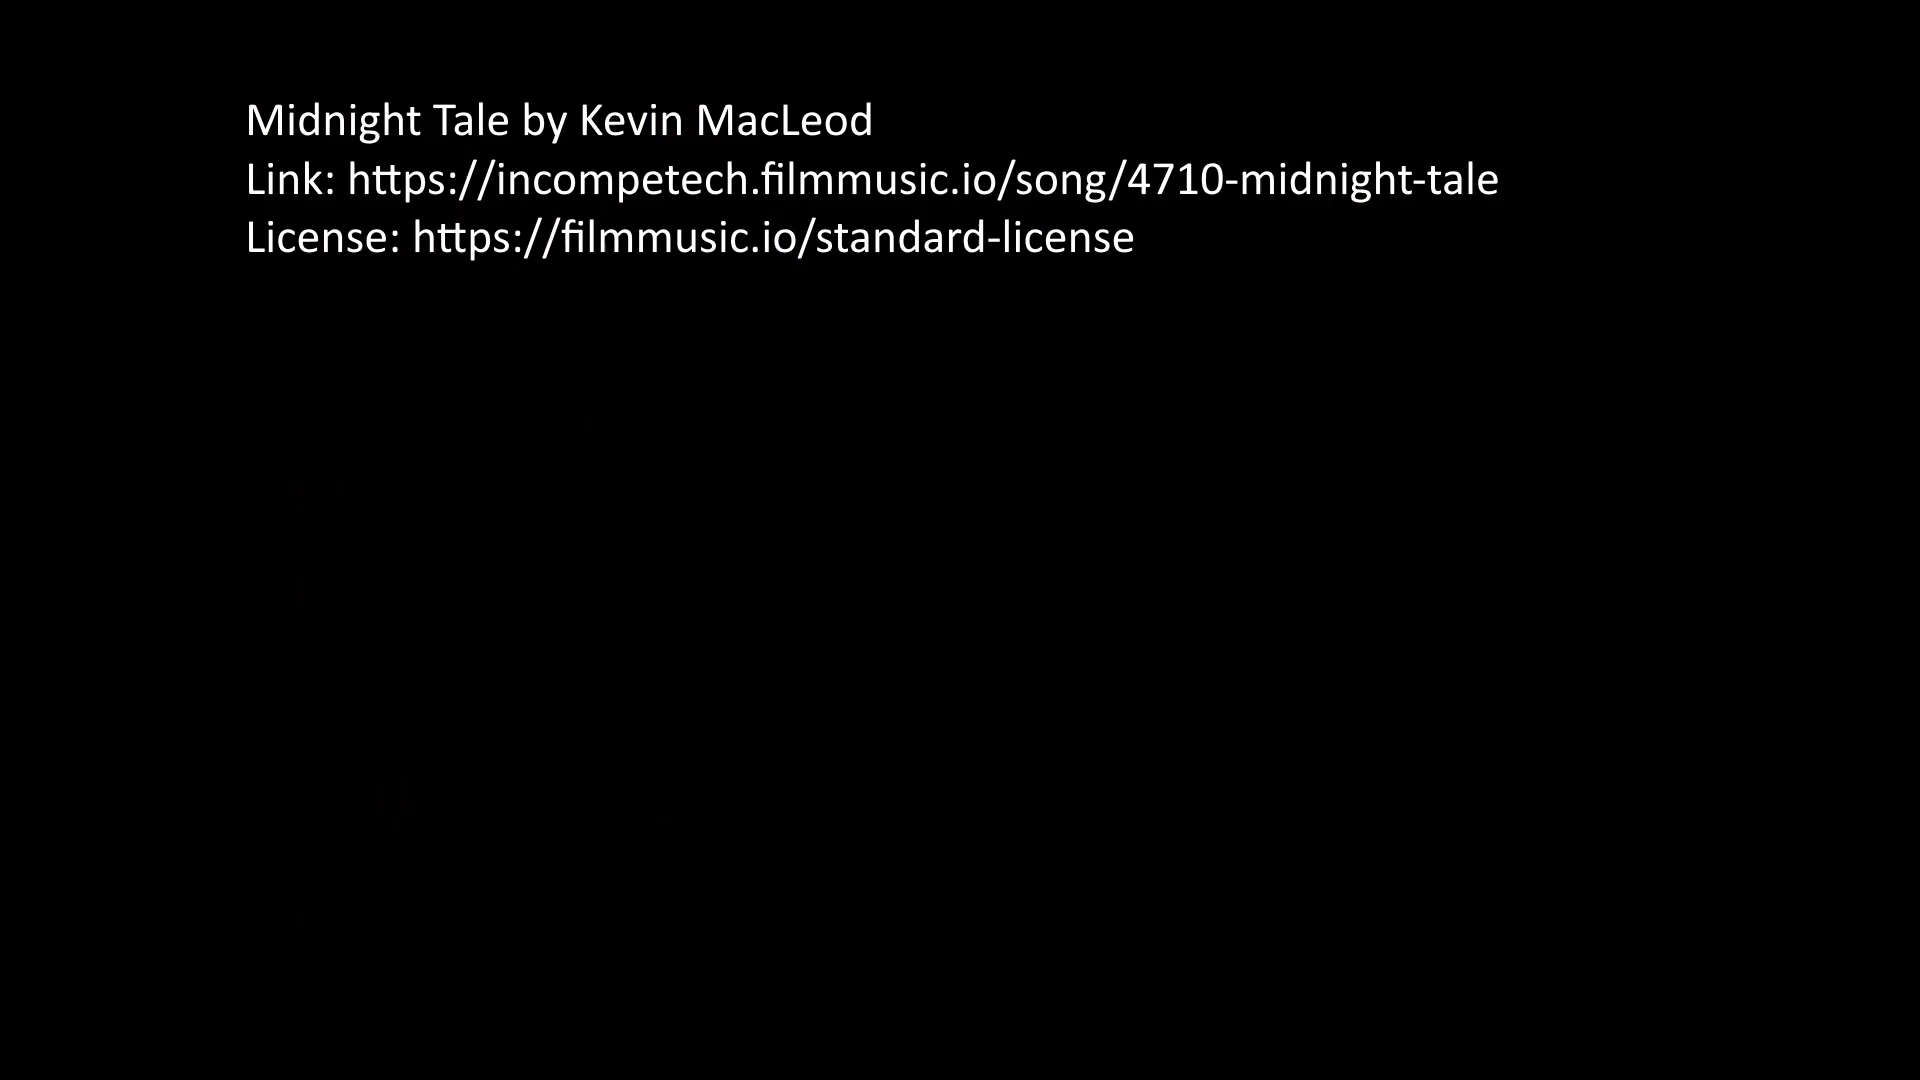 Midnight Tale by Kevin MacLeod
Link: https://incompetech.filmmusic.io/song/4710-midnight-tale
License: https://filmmusic.io/standard-license